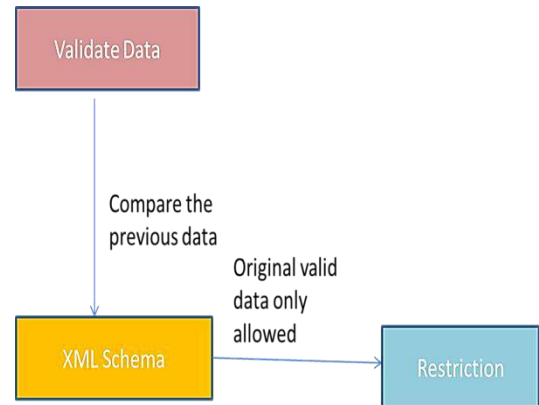 Validate Data
Compare the
previous data
Original valid
data only
allowed
XML Schema
Restriction